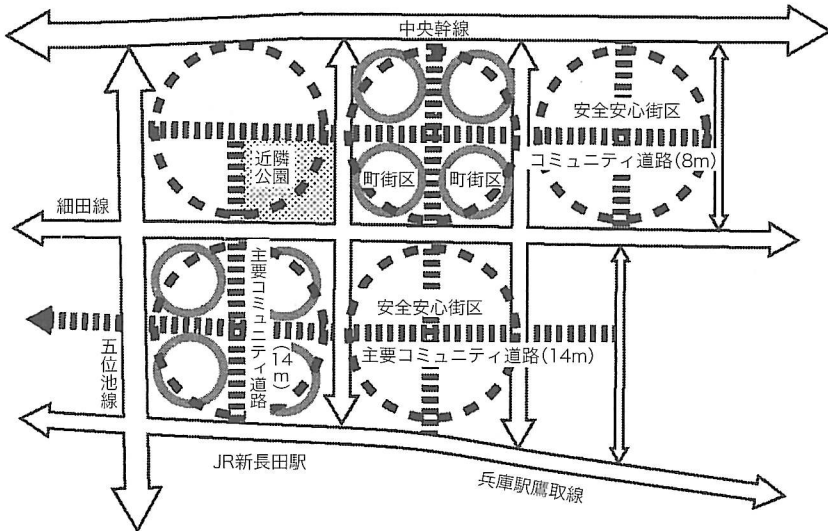 中央幹線
安全安心街区
近隣
公園
コミュニティ道路(8m)
町街区
町街区
細田線
主要コミュニティ道路(14m)
安全安心街区
主要コミュニティ道路(14m)
五位池線
JR新長田駅
兵庫駅鷹取線